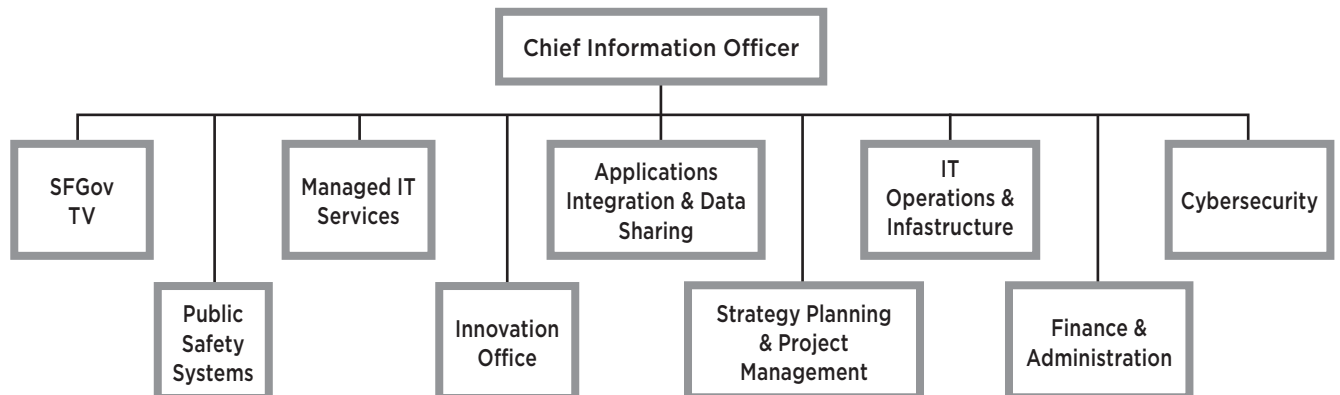 Chief Information Officer
SFGov
TV
Managed IT
Services
Applications
Integration & Data
Sharing
IT
Operations &
Infastructure
Cybersecurity
Public
Safety
Systems
Innovation
Office
Strategy Planning
& Project
Management
Finance &
Administration